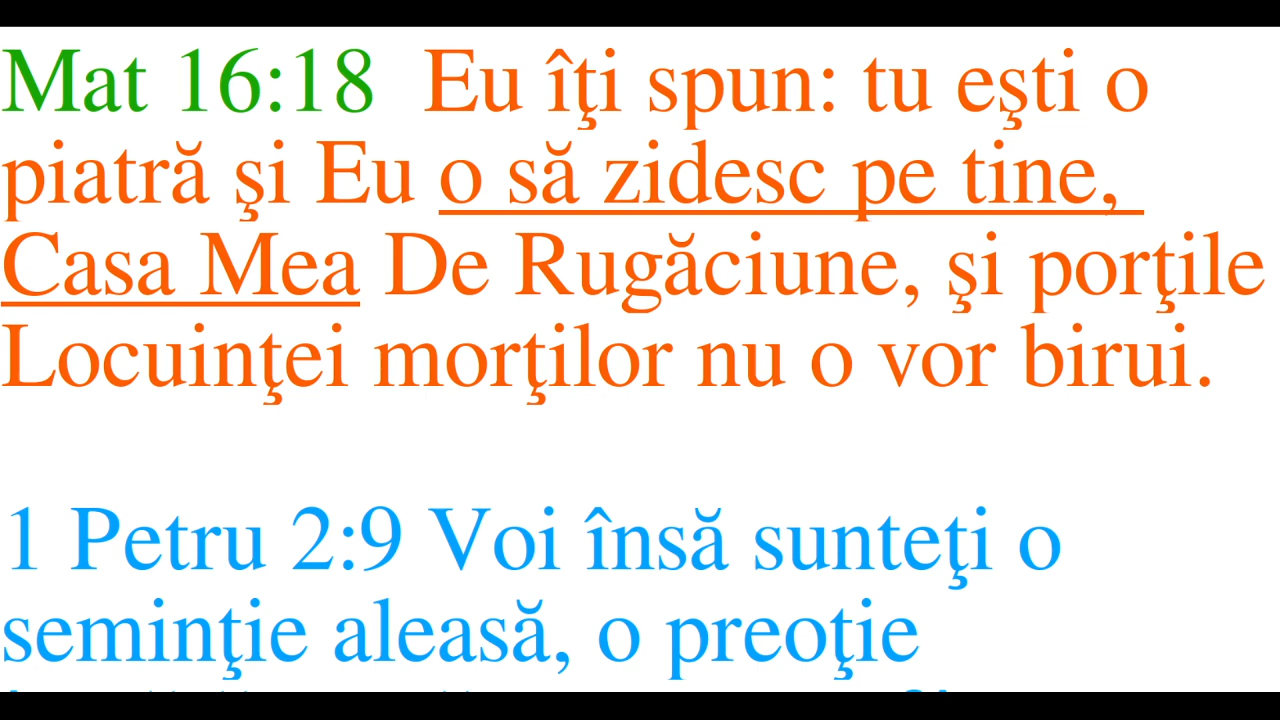 Mat 16:18 Eu îţi spun: tu eşti o
piatră şi Eu o să zidesc pe tine,
Casa Mea De Rugăciune, şi porţile
Locuinţei morţilor nu o vor birui.
1 Petru 2:9 Voi însă sunteţi o
seminţie aleasă, o preoţie